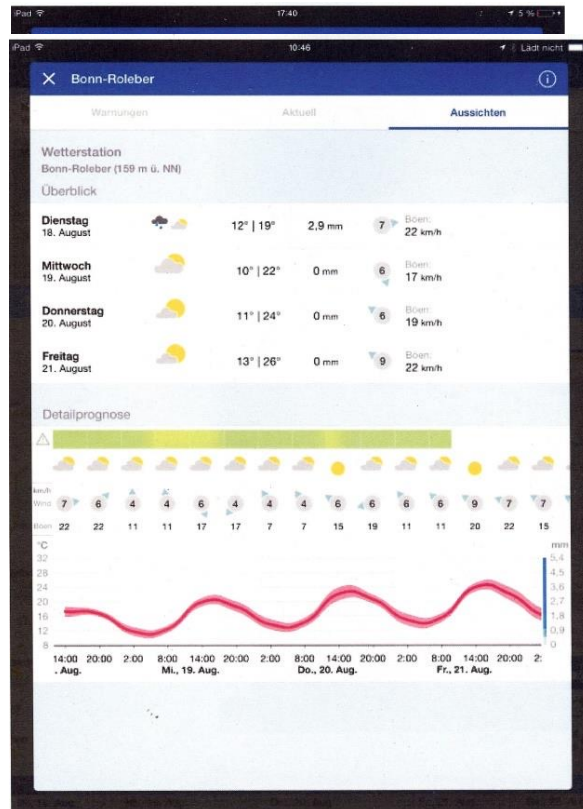 iPad 17:40 5 %
iPad 10:46 Lädt nicht
Bonn-Roleber
Warnungen Aktuell Aussichten
Wetterstation
Bonn-Roleber (159 m ü. NN)
Überblick
Dienstag
18. August
12° | 19° 2,9 mm 7 Böen:
22 km/h
Mittwoch
19. August
10° | 22° 0 mm 6 Böen:
17 km/h
Donnerstag
20. August
11° | 24° 0 mm 6 Böen:
19 km/h
Freitag
21. August
13° | 26° 0 mm 9 Böen:
22 km/h
Detailprognose
km/h
Wind 7 6 4 4 6 4 4 4 6 6 6 6 9 7 7
Böen 22 22 11 11 17 17 7 7 15 19 11 11 20 22 15
°C mm
32 5,4
28 4,5
24 3,6
20 2,7
16 1,8
12 0,9
8 0
14:00 20:00 2:00 8:00 14:00 20:00 2:00 8:00 14:00 20:00 2:00 8:00 14:00 20:00 2:
. Aug. Mi., 19. Aug. Do., 20. Aug. Fr., 21. Aug.